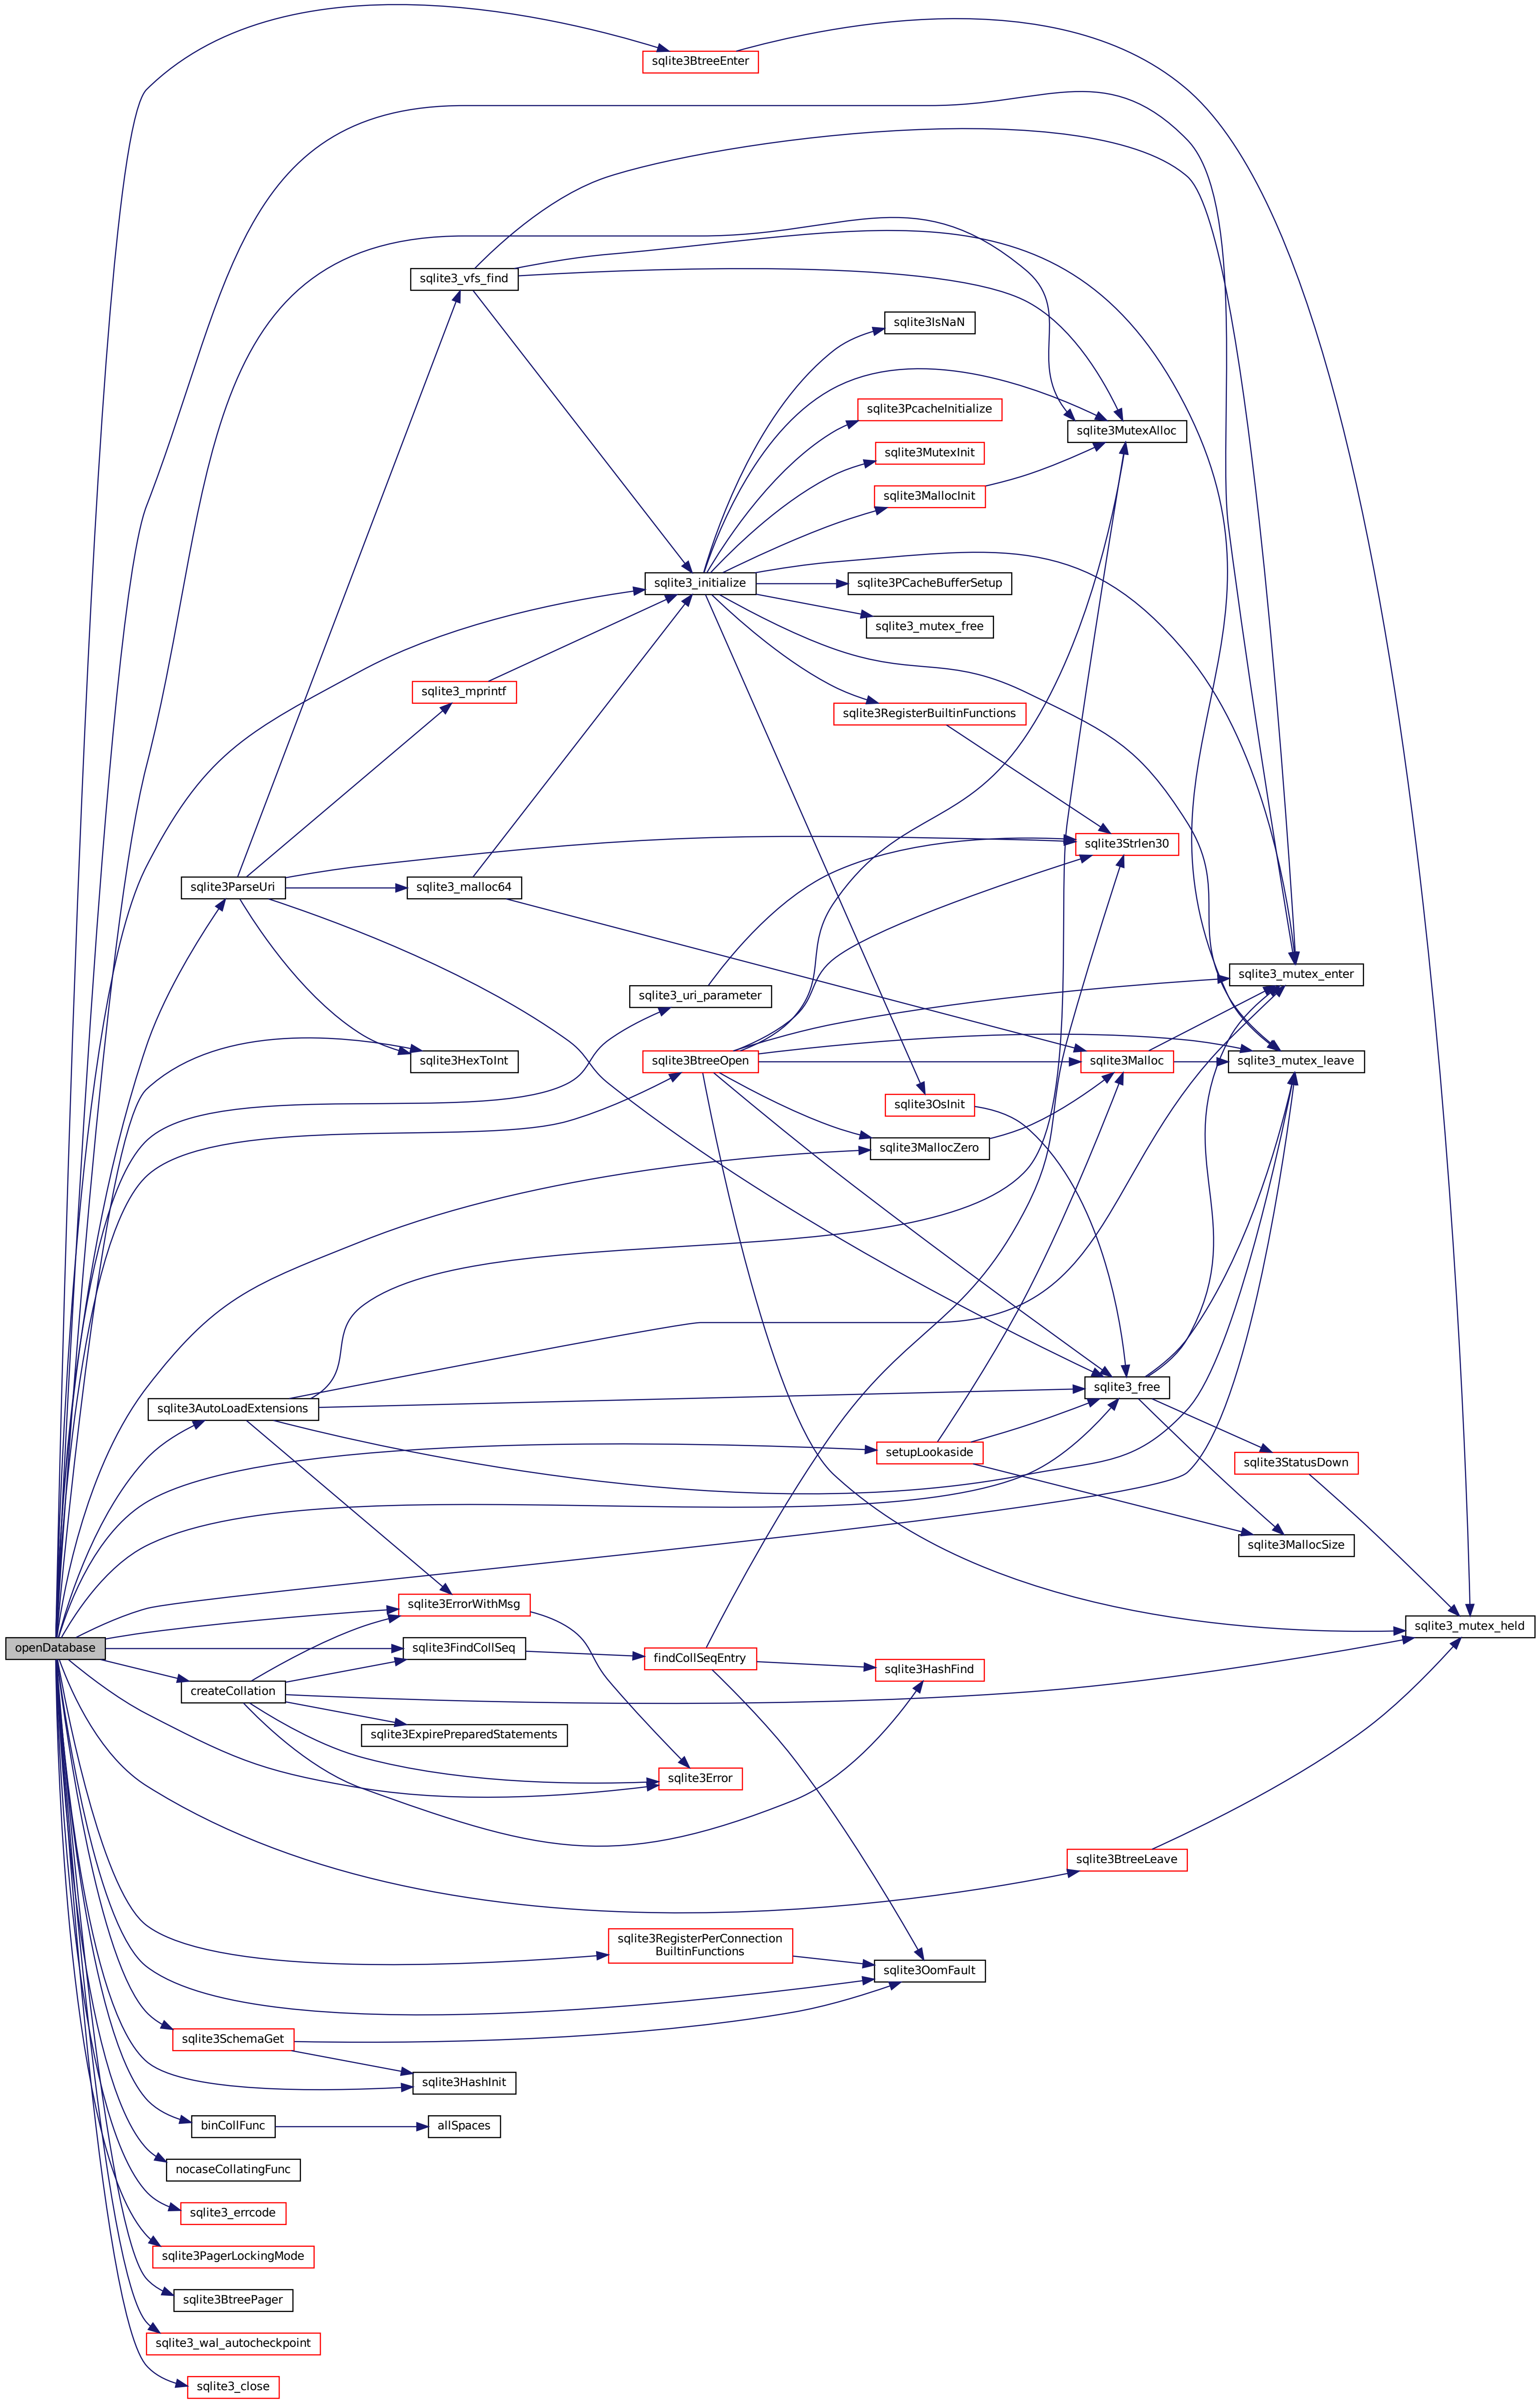 sqlite3BtreeEnter
sqlite3_vfs_find
sqlite3IsNaN
sqlite3PcacheInitialize
sqlite3MutexAlloc
sqlite3MutexInit
sqlite3MallocInit
sqlite3_initialize
sqlite3PCacheBufferSetup
sqlite3_mutex_free
sqlite3_mprintf
sqlite3RegisterBuiltinFunctions
sqlite3Strlen30
sqlite3ParseUri
sqlite3_malloc64
sqlite3_mutex_enter
sqlite3_uri_parameter
sqlite3HexToInt
sqlite3BtreeOpen
sqlite3Malloc
sqlite3_mutex_leave
sqlite3OsInit
sqlite3MallocZero
sqlite3_free
sqlite3AutoLoadExtensions
setupLookaside
sqlite3StatusDown
sqlite3MallocSize
sqlite3ErrorWithMsg
sqlite3_mutex_held
openDatabase
sqlite3FindCollSeq
findCollSeqEntry
sqlite3HashFind
createCollation
sqlite3ExpirePreparedStatements
sqlite3Error
sqlite3BtreeLeave
sqlite3RegisterPerConnection
BuiltinFunctions
sqlite3OomFault
sqlite3SchemaGet
sqlite3HashInit
binCollFunc
allSpaces
nocaseCollatingFunc
sqlite3_errcode
sqlite3PagerLockingMode
sqlite3BtreePager
sqlite3_wal_autocheckpoint
sqlite3_close